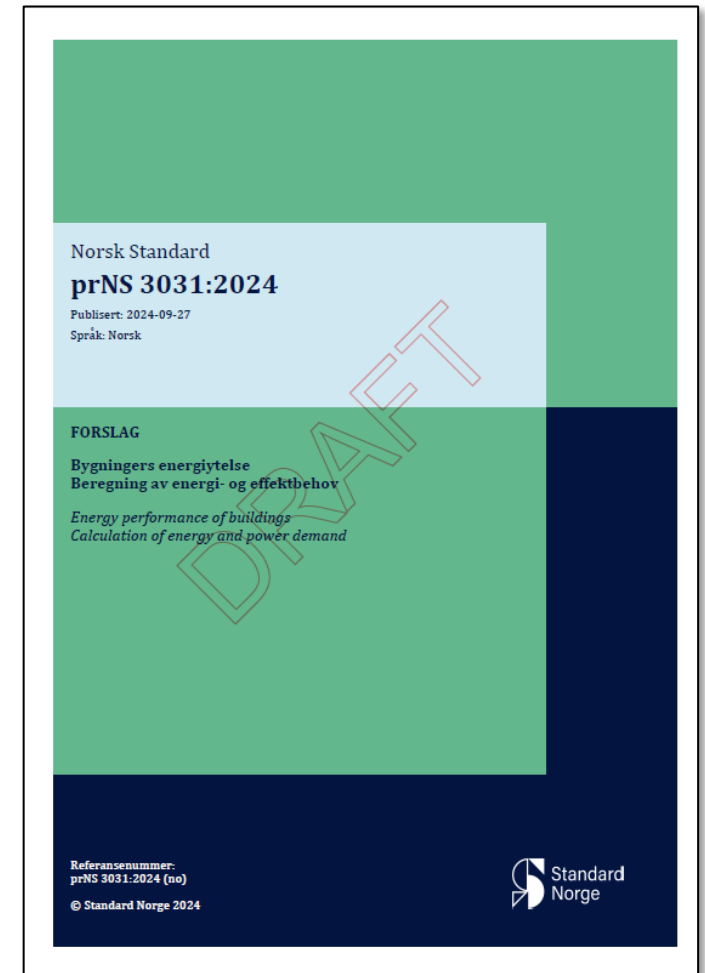 Norsk Standard
prNS 3031:2024
Publisert: 2024-09-27
Språk: Norsk
FORSLAG
Bygningers energiytelse
Beregning av energi- og effektbehov
Energy performance of buildings
Calculation of energy and power demand
DRAFT
Referansenummer:
prNS 3031:2024 (no)
© Standard Norge 2024
Standard
Norge